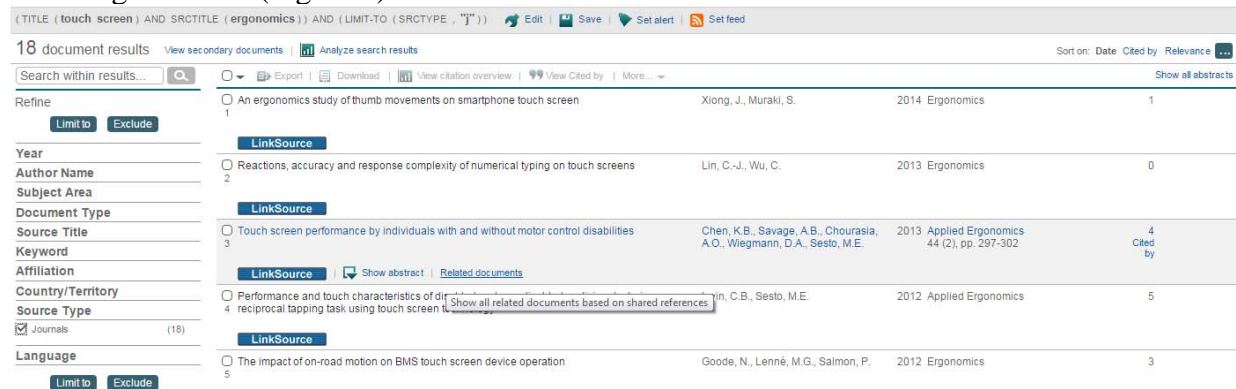 ( TITLE ( touch screen ) AND SRCTITLE ( ergonomics ) ) AND ( LIMIT-TO ( SRCTYPE , "j" ) ) Edit | Save | Set alert | Set feed
18 document results View secondary documents | Analyze search results Sort on: Date Cited by Relevance ...
Search within results... Export | Download | View citation overview | View Cited by | More... Show all abstracts
Refine
Limit to Exclude
Year
Author Name
Subject Area
Document Type
Source Title
Keyword
Affiliation
Country/Territory
Source Type
Journals (18)
Language
Limit to Exclude
An ergonomics study of thumb movements on smartphone touch screen Xiong, J., Muraki, S. 2014 Ergonomics 1
1
LinkSource
Reactions, accuracy and response complexity of numerical typing on touch screens Lin, C.-J., Wu, C. 2013 Ergonomics 0
2
LinkSource
Touch screen performance by individuals with and without motor control disabilities Chen, K.B., Savage, A.B., Chourasia, 2013 Applied Ergonomics 4
3 A.O., Wiegmann, D.A., Sesto, M.E. 44 (2), pp. 297-302 Cited
by
LinkSource | Show abstract | Related documents
Show all related documents based on shared references
Performance and touch characteristics of C.B., Sesto, M.E. 2012 Applied Ergonomics 5
4 reciprocal tapping task using touch screen
LinkSource
The impact of on-road motion on BMS touch screen device operation Goode, N., Lenné, M.G., Salmon, P. 2012 Ergonomics 3
5